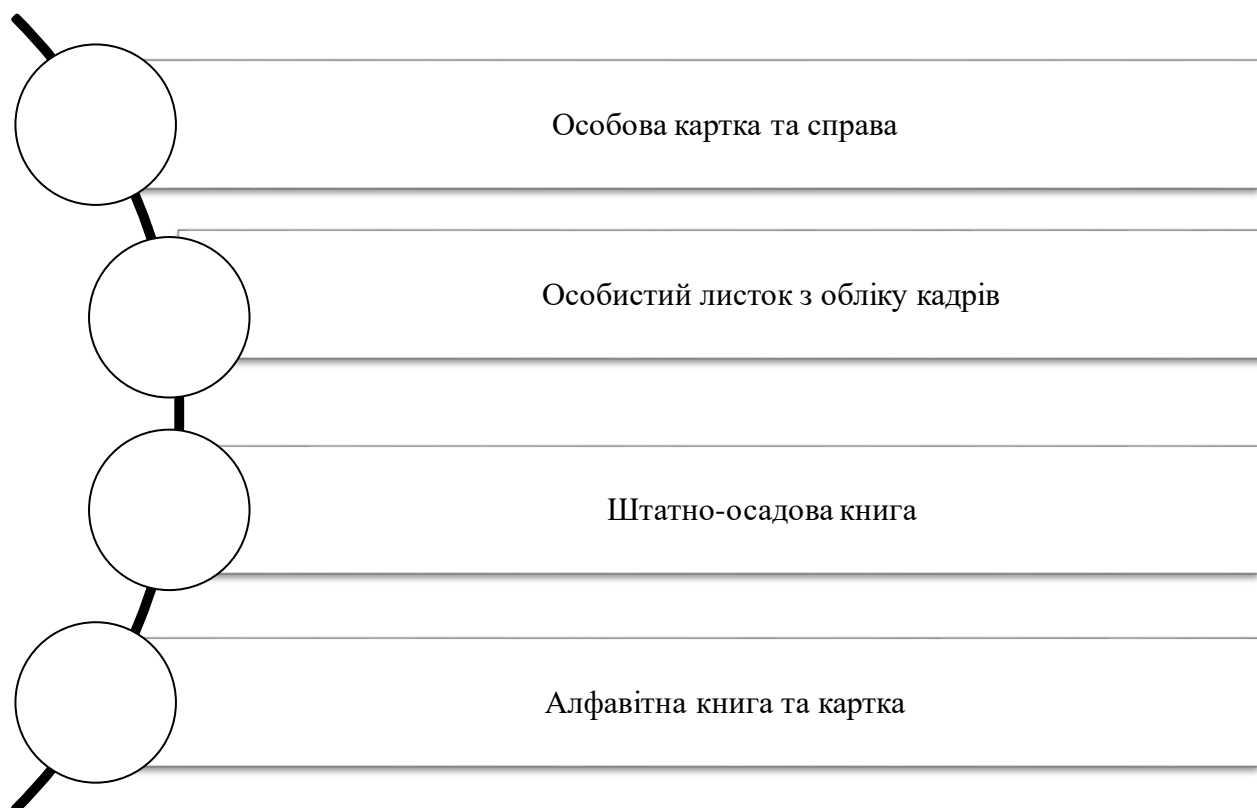 Особова картка та справа
Особистий листок з обліку кадрів
Штатно-осадова книга
Алфавітна книга та картка